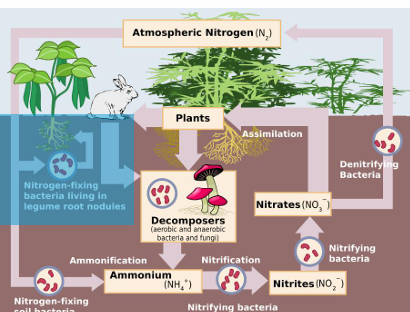 Atmospheric Nitrogen (N₂)
Plants
Assimilation
Denitrifying
Bacteria
Nitrogen-fixing
bacteria living in
legume root nodules
Decomposers
(aerobic and anaerobic
bacteria and fungi)
Nitrates (NO₃⁻)
Nitrifying
bacteria
Ammonification
Nitrification
Ammonium
(NH₄⁺)
Nitrites (NO₂⁻)
Nitrogen-fixing
soil bacteria
Nitrifying bacteria